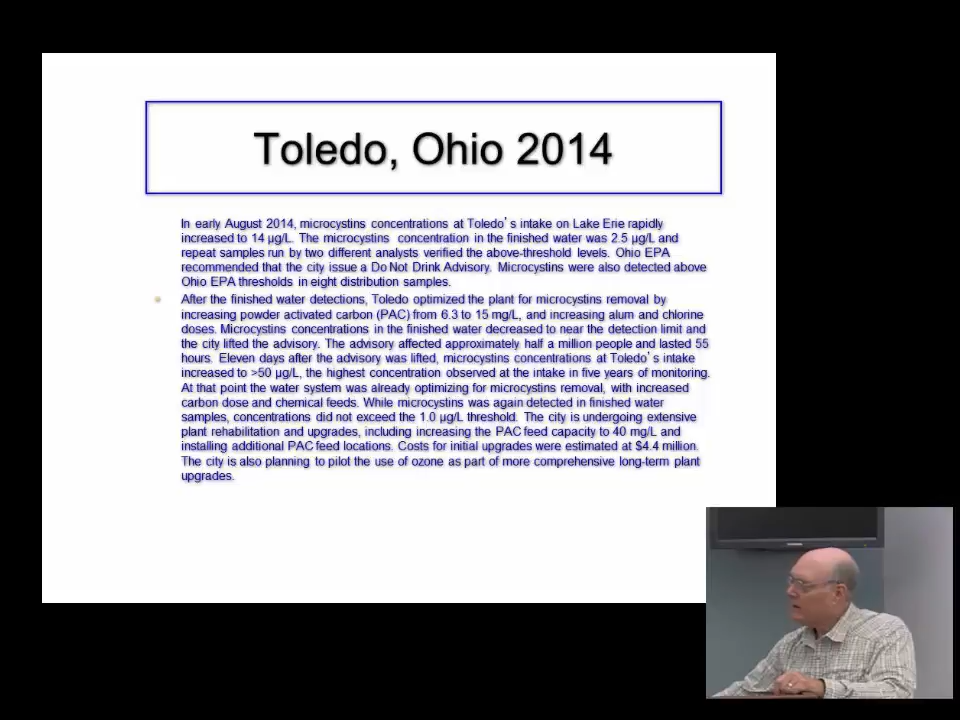 Toledo, Ohio 2014
In early August 2014, microcystins concentrations at Toledo's intake on Lake Erie rapidly
increased to 14 µg/L. The microcystins concentration in the finished water was 2.5 µg/L and
repeat samples run by two different analysts verified the above-threshold levels. Ohio EPA
recommended that the city issue a Do Not Drink Advisory. Microcystins were also detected above
Ohio EPA thresholds in eight distribution samples.
After the finished water detections, Toledo optimized the plant for microcystins removal by
increasing powder activated carbon (PAC) from 6.3 to 15 mg/L, and increasing alum and chlorine
doses. Microcystins concentrations in the finished water decreased to near the detection limit and
the city lifted the advisory. The advisory affected approximately half a million people and lasted 55
hours. Eleven days after the advisory was lifted, microcystins concentrations at Toledo's intake
increased to >50 µg/L, the highest concentration observed at the intake in five years of monitoring.
At that point the water system was already optimizing for microcystins removal, with increased
carbon dose and chemical feeds. While microcystins was again detected in finished water
samples, concentrations did not exceed the 1.0 µg/L threshold. The city is undergoing extensive
plant rehabilitation and upgrades, including increasing the PAC feed capacity to 40 mg/L and
installing additional PAC feed locations. Costs for initial upgrades were estimated at $4.4 million.
The city is also planning to pilot the use of ozone as part of more comprehensive long-term plant
upgrades.